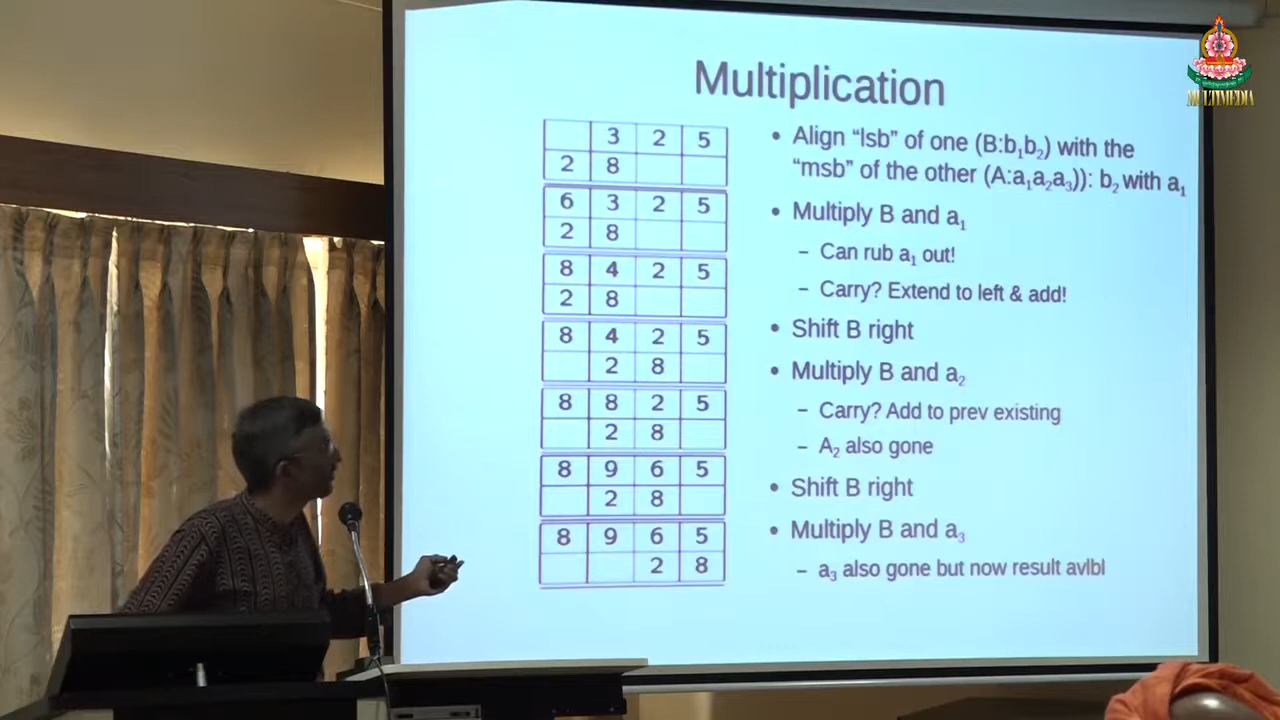 MULTIMEDIA
Multiplication
3 2 5
2 8
6 3 2 5
2 8
8 4 2 5
2 8
8 4 2 5
2 8
8 8 2 5
2 8
8 9 6 5
2 8
8 9 6 5
2 8
• Align “lsb” of one (B:b₁b₂) with the
“msb” of the other (A:a₁a₂a₃)): b₂ with a₁
• Multiply B and a₁
– Can rub a₁ out!
– Carry? Extend to left & add!
• Shift B right
• Multiply B and a₂
– Carry? Add to prev existing
– A₂ also gone
• Shift B right
• Multiply B and a₃
– a₃ also gone but now result avlbl